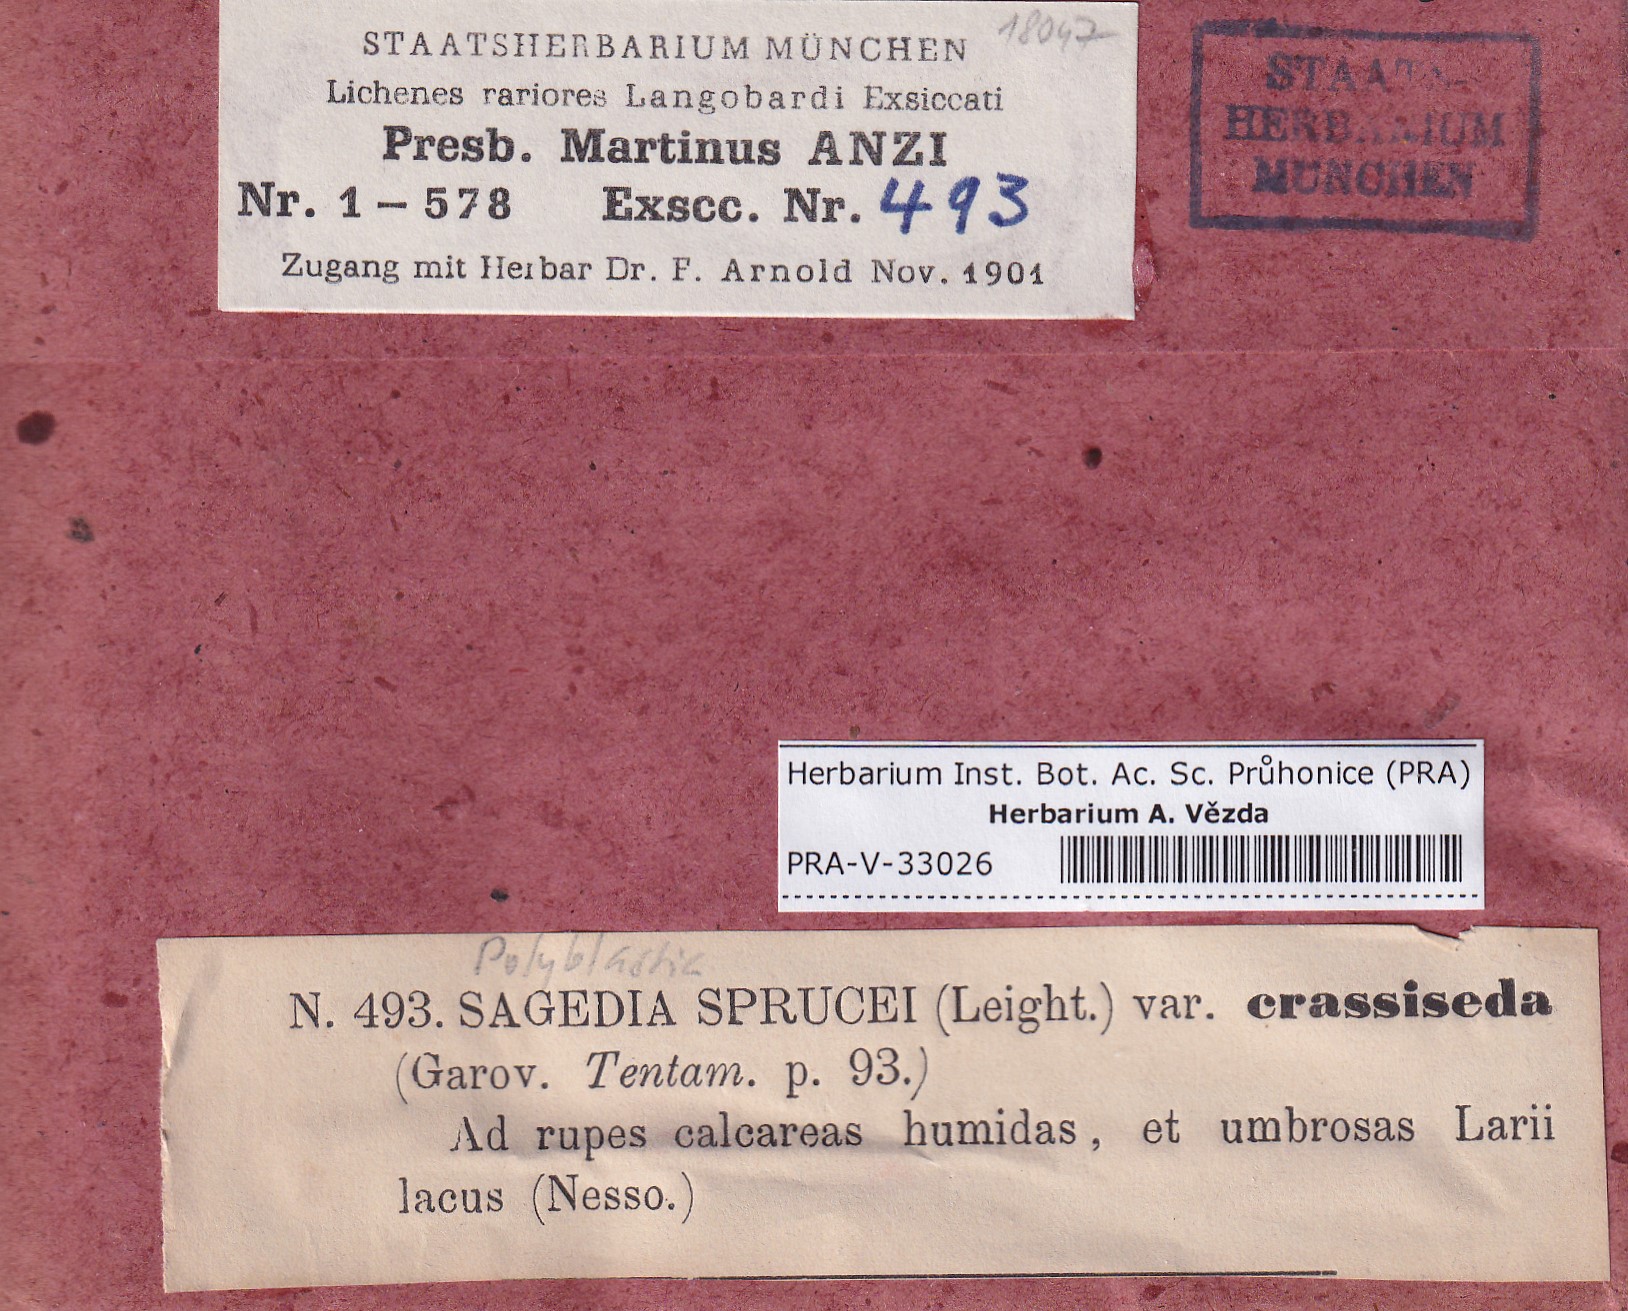 18047
STAATSHERBARIUM MÜNCHEN
Lichenes rariores Langobardi Exsiccati
Presb. Martinus ANZI
Nr. 1 – 578 Exscc. Nr. 493
Zugang mit Herbar Dr. F. Arnold Nov. 1901
STAATS-
HERBARIUM
MÜNCHEN
Herbarium Inst. Bot. Ac. Sc. Průhonice (PRA)
Herbarium A. Vězda
PRA-V-33026
Polyblastia
N. 493. SAGEDIA SPRUCEI (Leight.) var. crassiseda
(Garov. Tentam. p. 93.)
Ad rupes calcareas humidas, et umbrosas Larii
lacus (Nesso.)